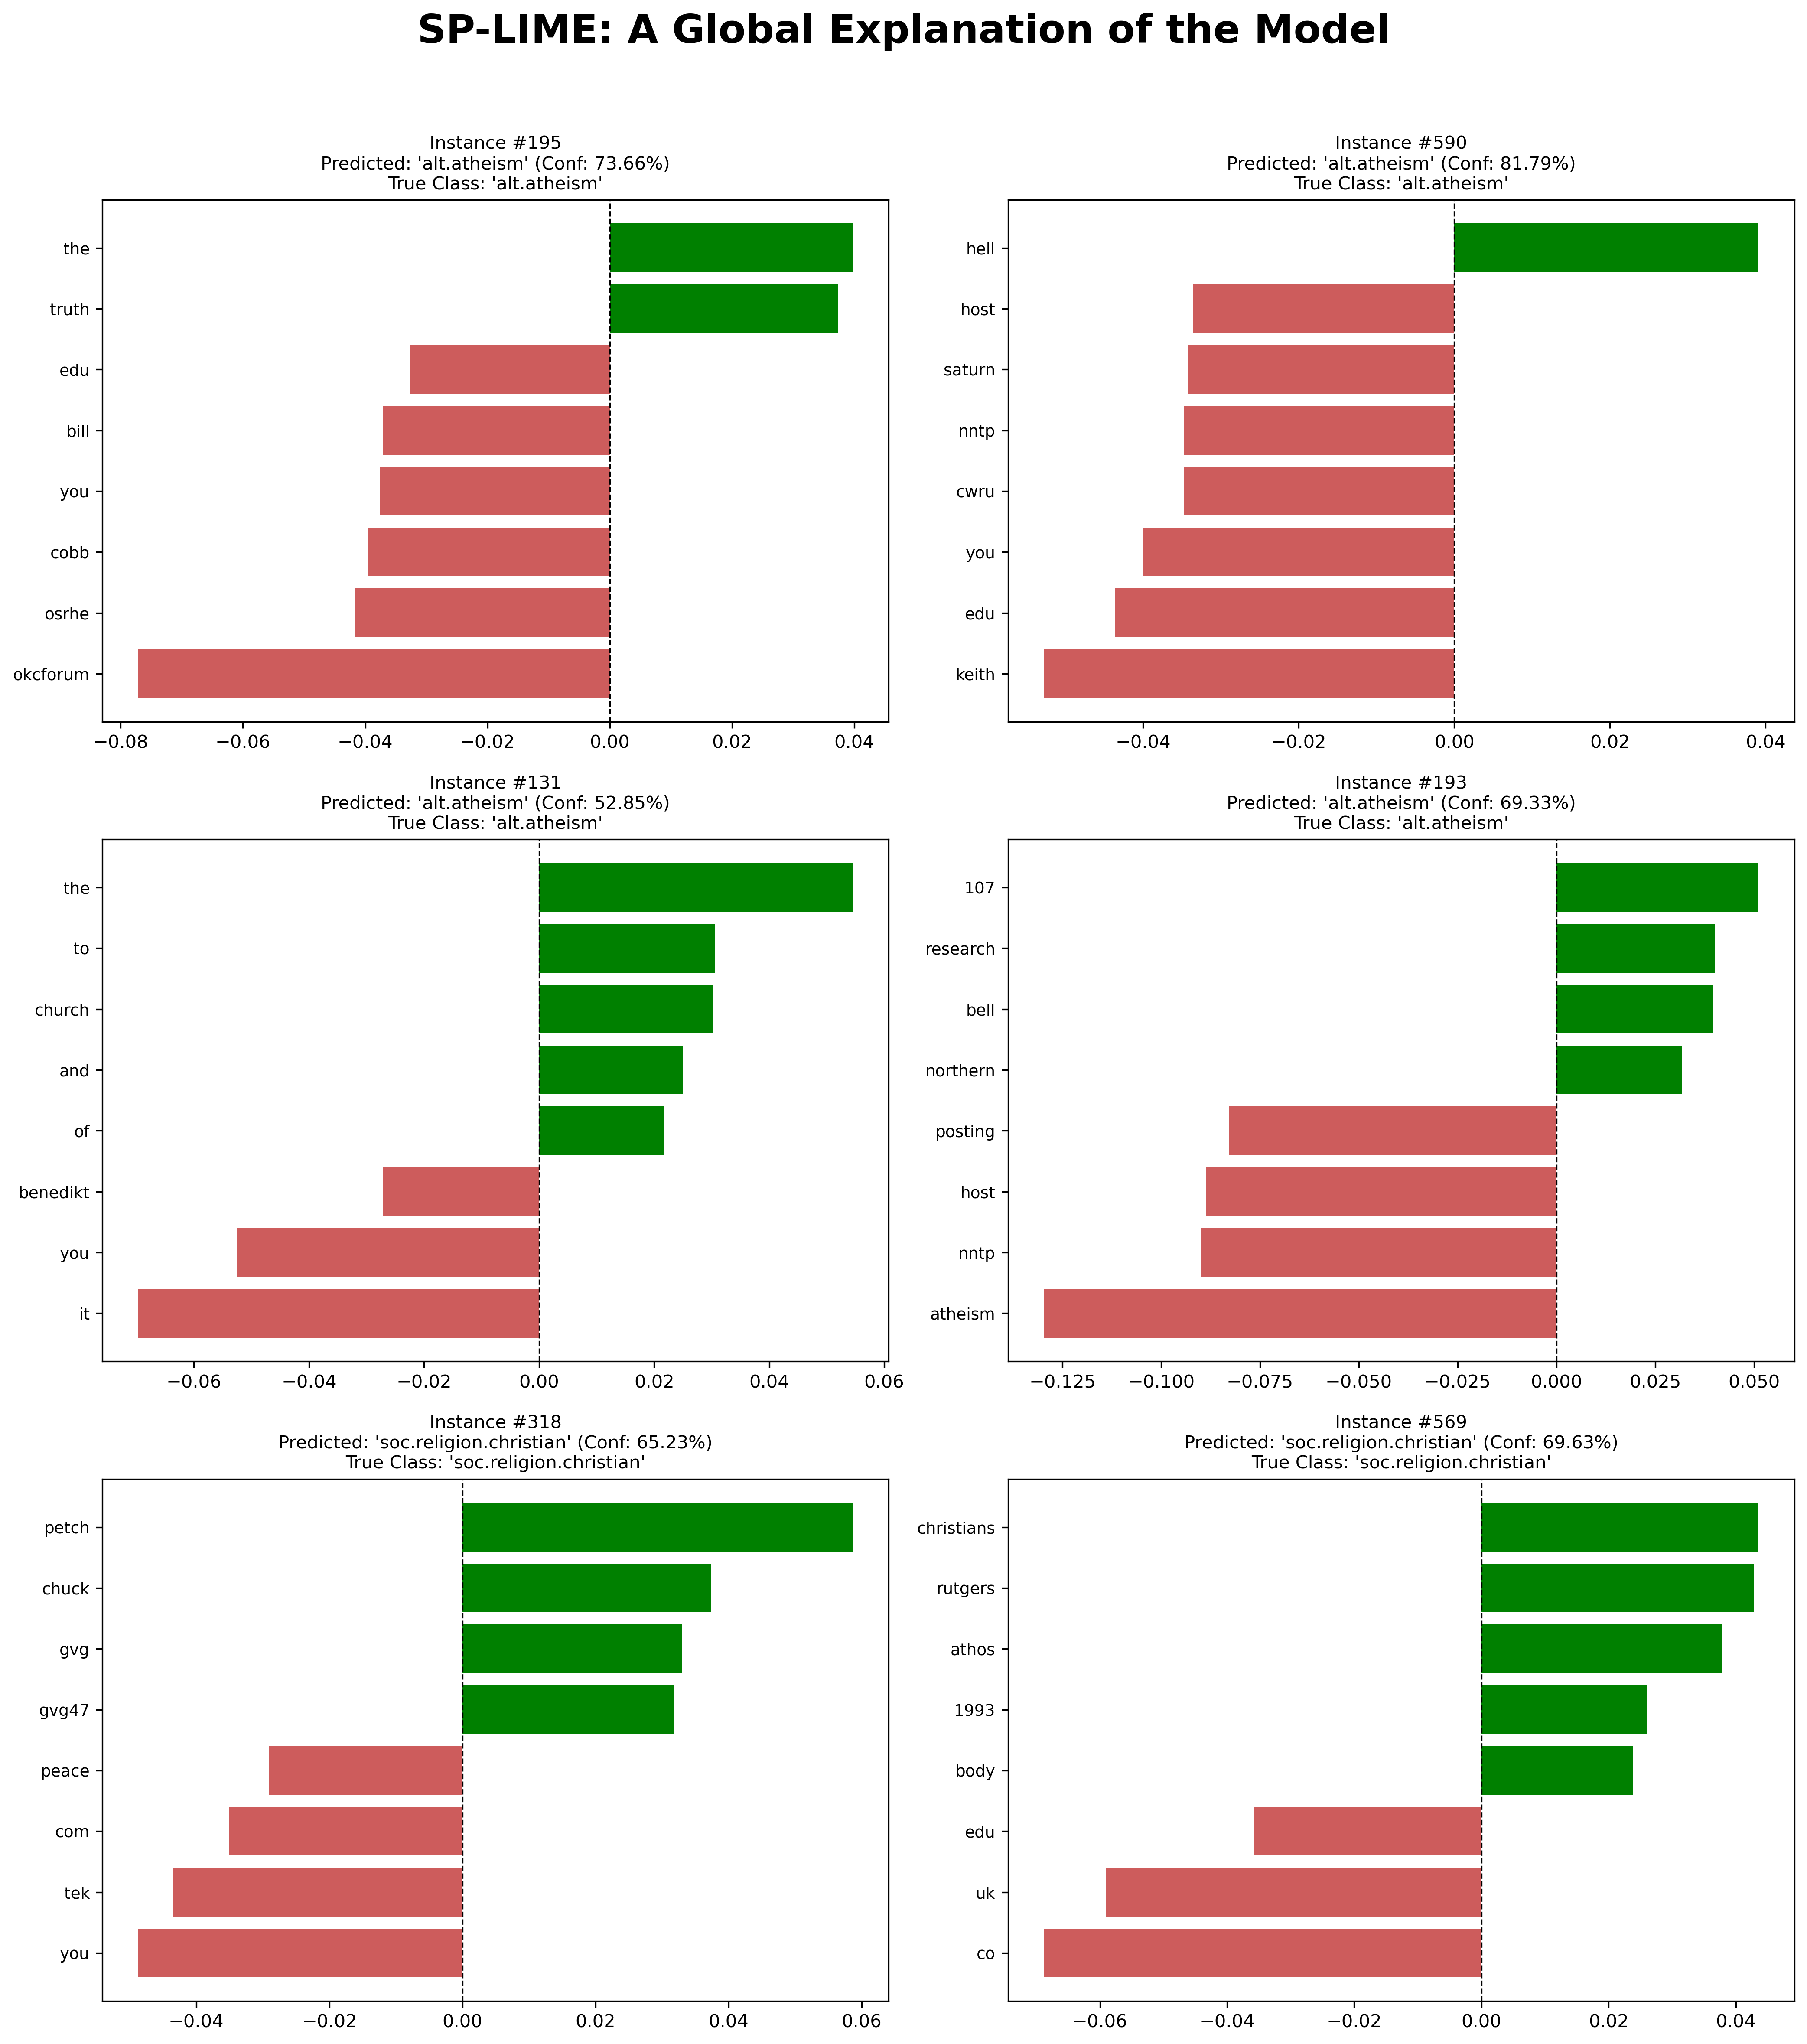 SP-LIME: A Global Explanation of the Model
Instance #195
Predicted: 'alt.atheism' (Conf: 73.66%)
True Class: 'alt.atheism'
the
truth
edu
bill
you
cobb
osrhe
okcforum
−0.08 −0.06 −0.04 −0.02 0.00 0.02 0.04
Instance #590
Predicted: 'alt.atheism' (Conf: 81.79%)
True Class: 'alt.atheism'
hell
host
saturn
nntp
cwru
you
edu
keith
−0.04 −0.02 0.00 0.02 0.04
Instance #131
Predicted: 'alt.atheism' (Conf: 52.85%)
True Class: 'alt.atheism'
the
to
church
and
of
benedikt
you
it
−0.06 −0.04 −0.02 0.00 0.02 0.04 0.06
Instance #193
Predicted: 'alt.atheism' (Conf: 69.33%)
True Class: 'alt.atheism'
107
research
bell
northern
posting
host
nntp
atheism
−0.125 −0.100 −0.075 −0.050 −0.025 0.000 0.025 0.050
Instance #318
Predicted: 'soc.religion.christian' (Conf: 65.23%)
True Class: 'soc.religion.christian'
petch
chuck
gvg
gvg47
peace
com
tek
you
−0.04 −0.02 0.00 0.02 0.04 0.06
Instance #569
Predicted: 'soc.religion.christian' (Conf: 69.63%)
True Class: 'soc.religion.christian'
christians
rutgers
athos
1993
body
edu
uk
co
−0.06 −0.04 −0.02 0.00 0.02 0.04